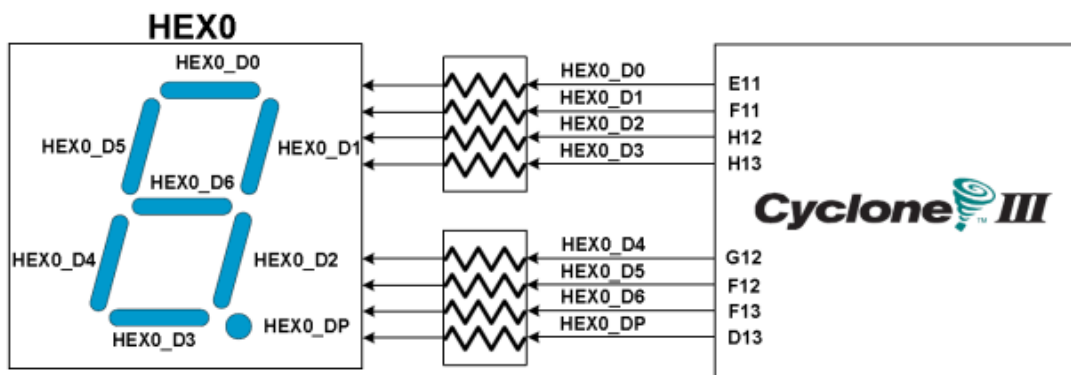 HEX0
HEX0_D0
HEX0_D5
HEX0_D1
HEX0_D6
HEX0_D4
HEX0_D2
HEX0_DP
HEX0_D3
HEX0_D0
HEX0_D1
HEX0_D2
HEX0_D3
HEX0_D4
HEX0_D5
HEX0_D6
HEX0_DP
E11
F11
H12
H13
G12
F12
F13
D13
Cyclone™ III